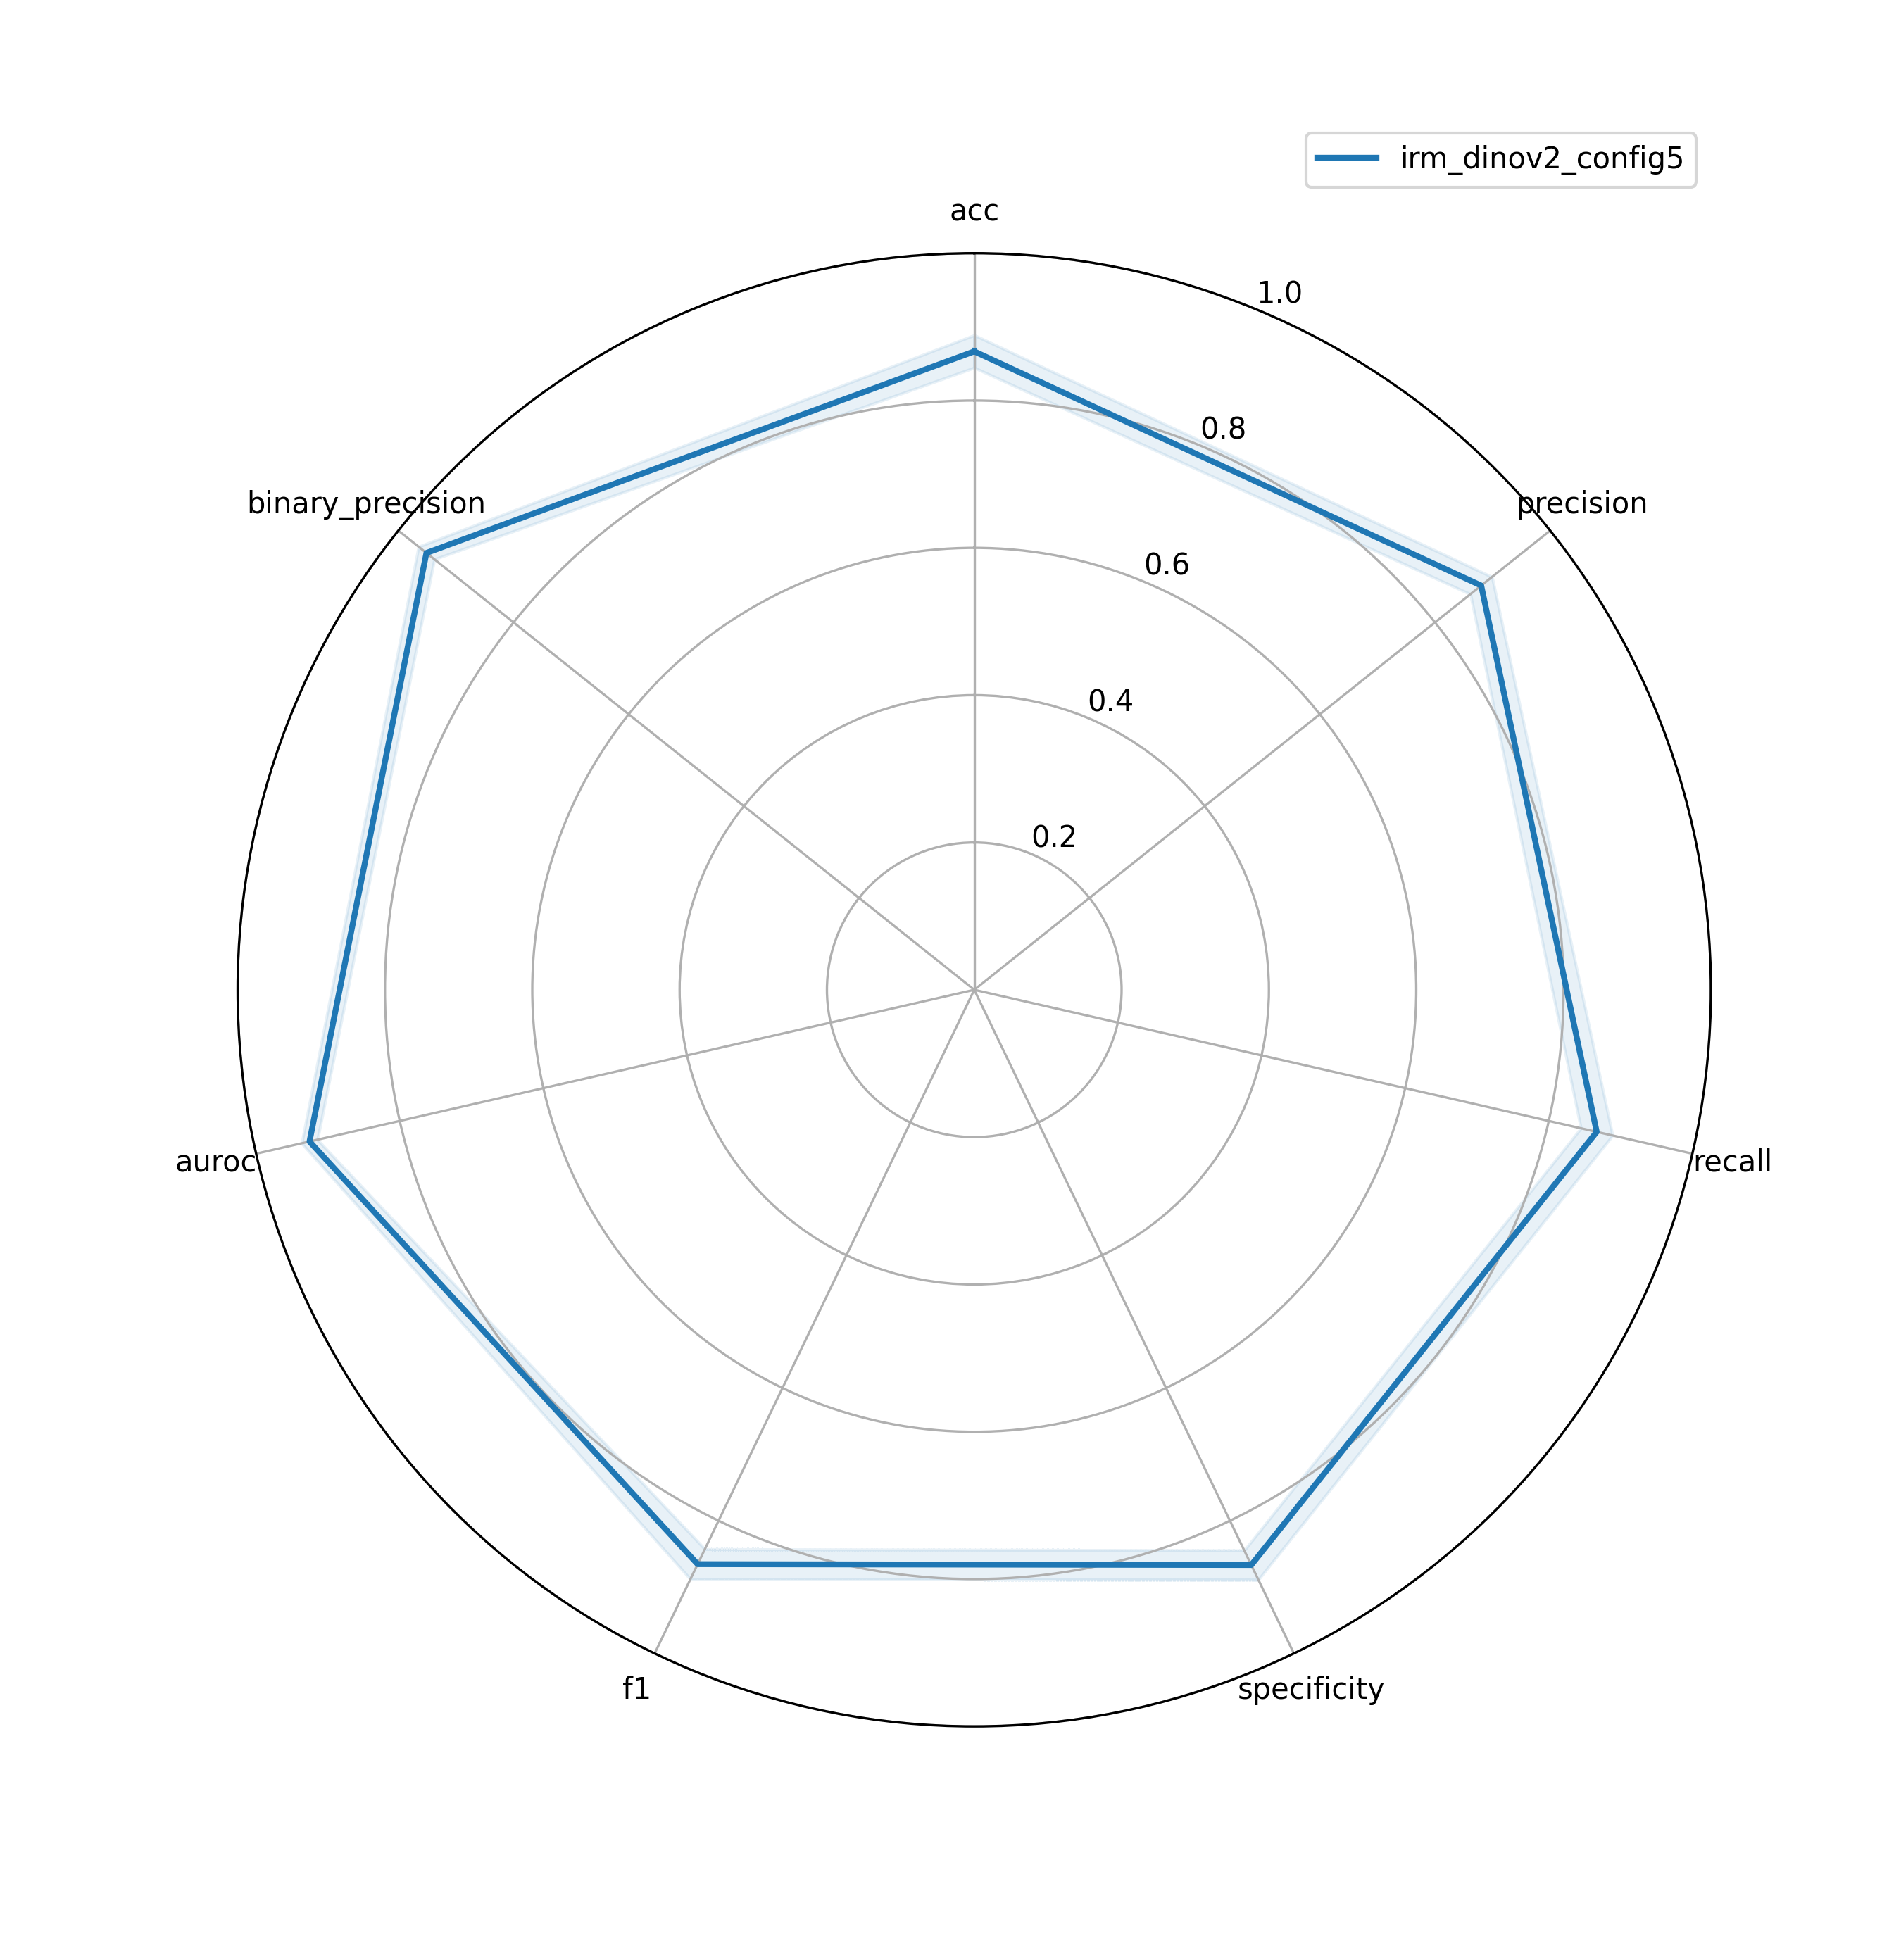 irm_dinov2_config5
acc
1.0
0.8
binary_precision
precision
0.6
0.4
0.2
auroc
recall
f1
specificity